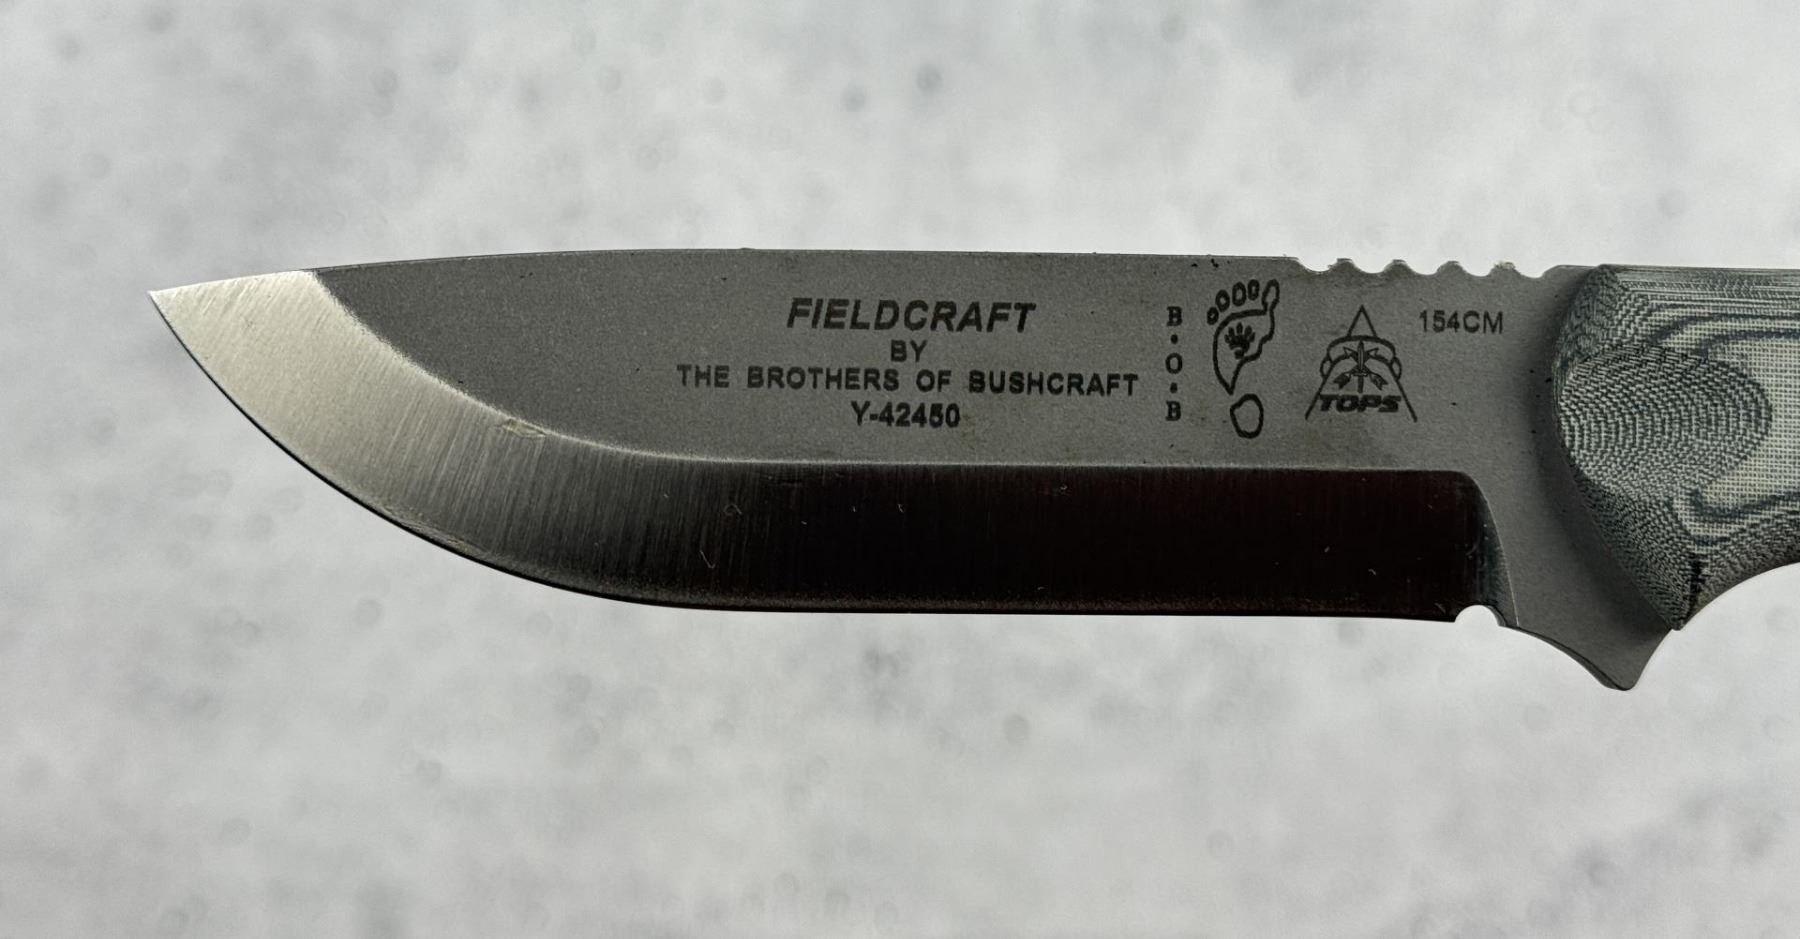 FIELDCRAFT
BY
THE BROTHERS OF BUSHCRAFT
Y-42450
B.O.B
TOPS
154CM